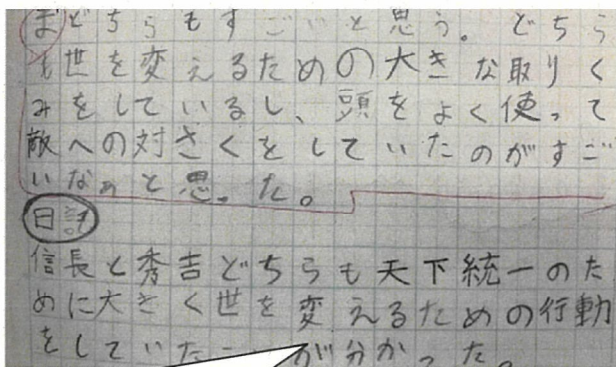 まどちらもすごいと思う。どちら
も世を変えるための大きな取りく
みをしているし、頭をよく使って
敵への対さくをしていたのがすご
いなぁと思った。
日記
信長と秀吉どちらも天下統一のた
めに大きく世を変えるための行動
をしていた が分かった。